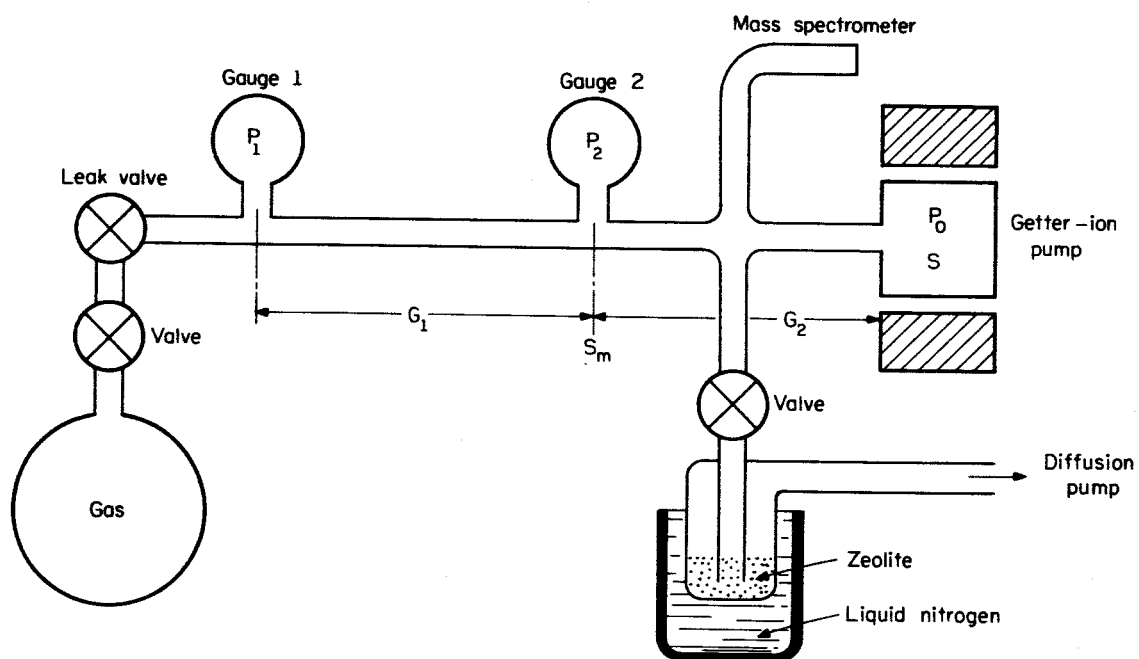 Mass spectrometer
Gauge 1
Gauge 2
P1
P2
Leak valve
Po
S
Getter-ion
pump
G1
G2
Valve
Sm
Valve
Diffusion
pump
Gas
Zeolite
Liquid nitrogen